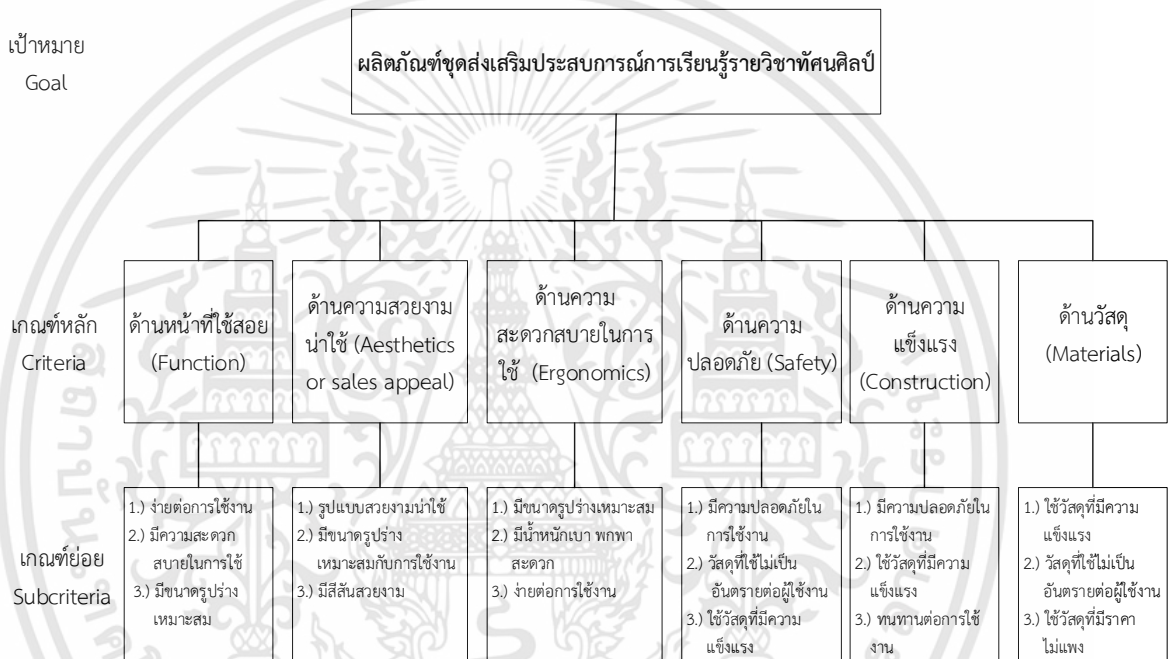 เป้าหมาย
Goal
ผลิตภัณฑ์ชุดส่งเสริมประสบการณ์การเรียนรู้รายวิชาทัศนศิลป์
เกณฑ์หลัก
Criteria
ด้านหน้าที่ใช้สอย
(Function)
ด้านความสวยงาม
น่าใช้ (Aesthetics
or sales appeal)
ด้านความ
สะดวกสบายในการ
ใช้ (Ergonomics)
ด้านความ
ปลอดภัย (Safety)
ด้านความ
แข็งแรง
(Construction)
ด้านวัสดุ
(Materials)
เกณฑ์ย่อย
Subcriteria
1.) ง่ายต่อการใช้งาน
2.) มีความสะดวก
สบายในการใช้
3.) มีขนาดรูปร่าง
เหมาะสม
1.) รูปแบบสวยงามน่าใช้
2.) มีขนาดรูปร่าง
เหมาะสมกับการใช้งาน
3.) มีสีสันสวยงาม
1.) มีขนาดรูปร่างเหมาะสม
2.) มีน้ำหนักเบา พกพา
สะดวก
3.) ง่ายต่อการใช้งาน
1.) มีความปลอดภัยใน
การใช้งาน
2.) วัสดุที่ใช้ไม่เป็น
อันตรายต่อผู้ใช้งาน
3.) ใช้วัสดุที่มีความ
แข็งแรง
1.) มีความปลอดภัยใน
การใช้งาน
2.) ใช้วัสดุที่มีความ
แข็งแรง
3.) ทนทานต่อการใช้
งาน
1.) ใช้วัสดุที่มีความ
แข็งแรง
2.) วัสดุที่ใช้ไม่เป็น
อันตรายต่อผู้ใช้งาน
3.) ใช้วัสดุที่มีราคา
ไม่แพง